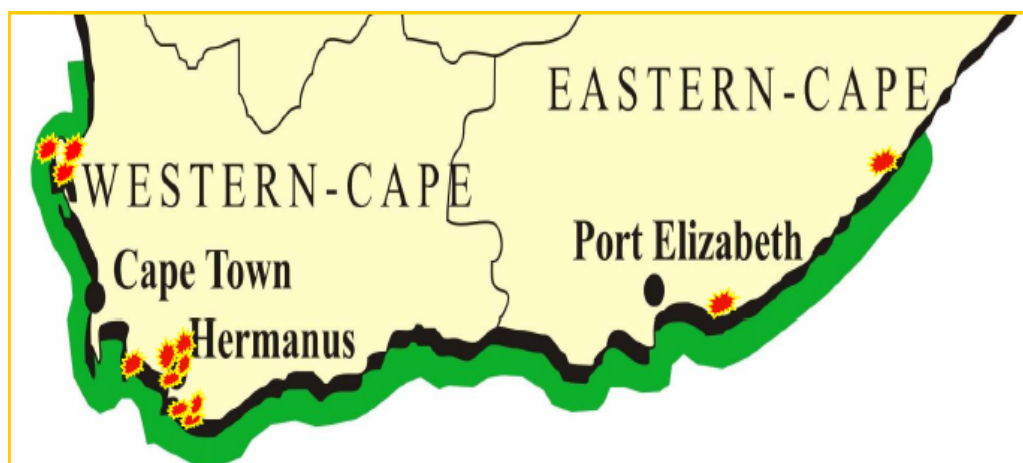 EASTERN-CAPE
WESTERN-CAPE
Port Elizabeth
Cape Town
Hermanus